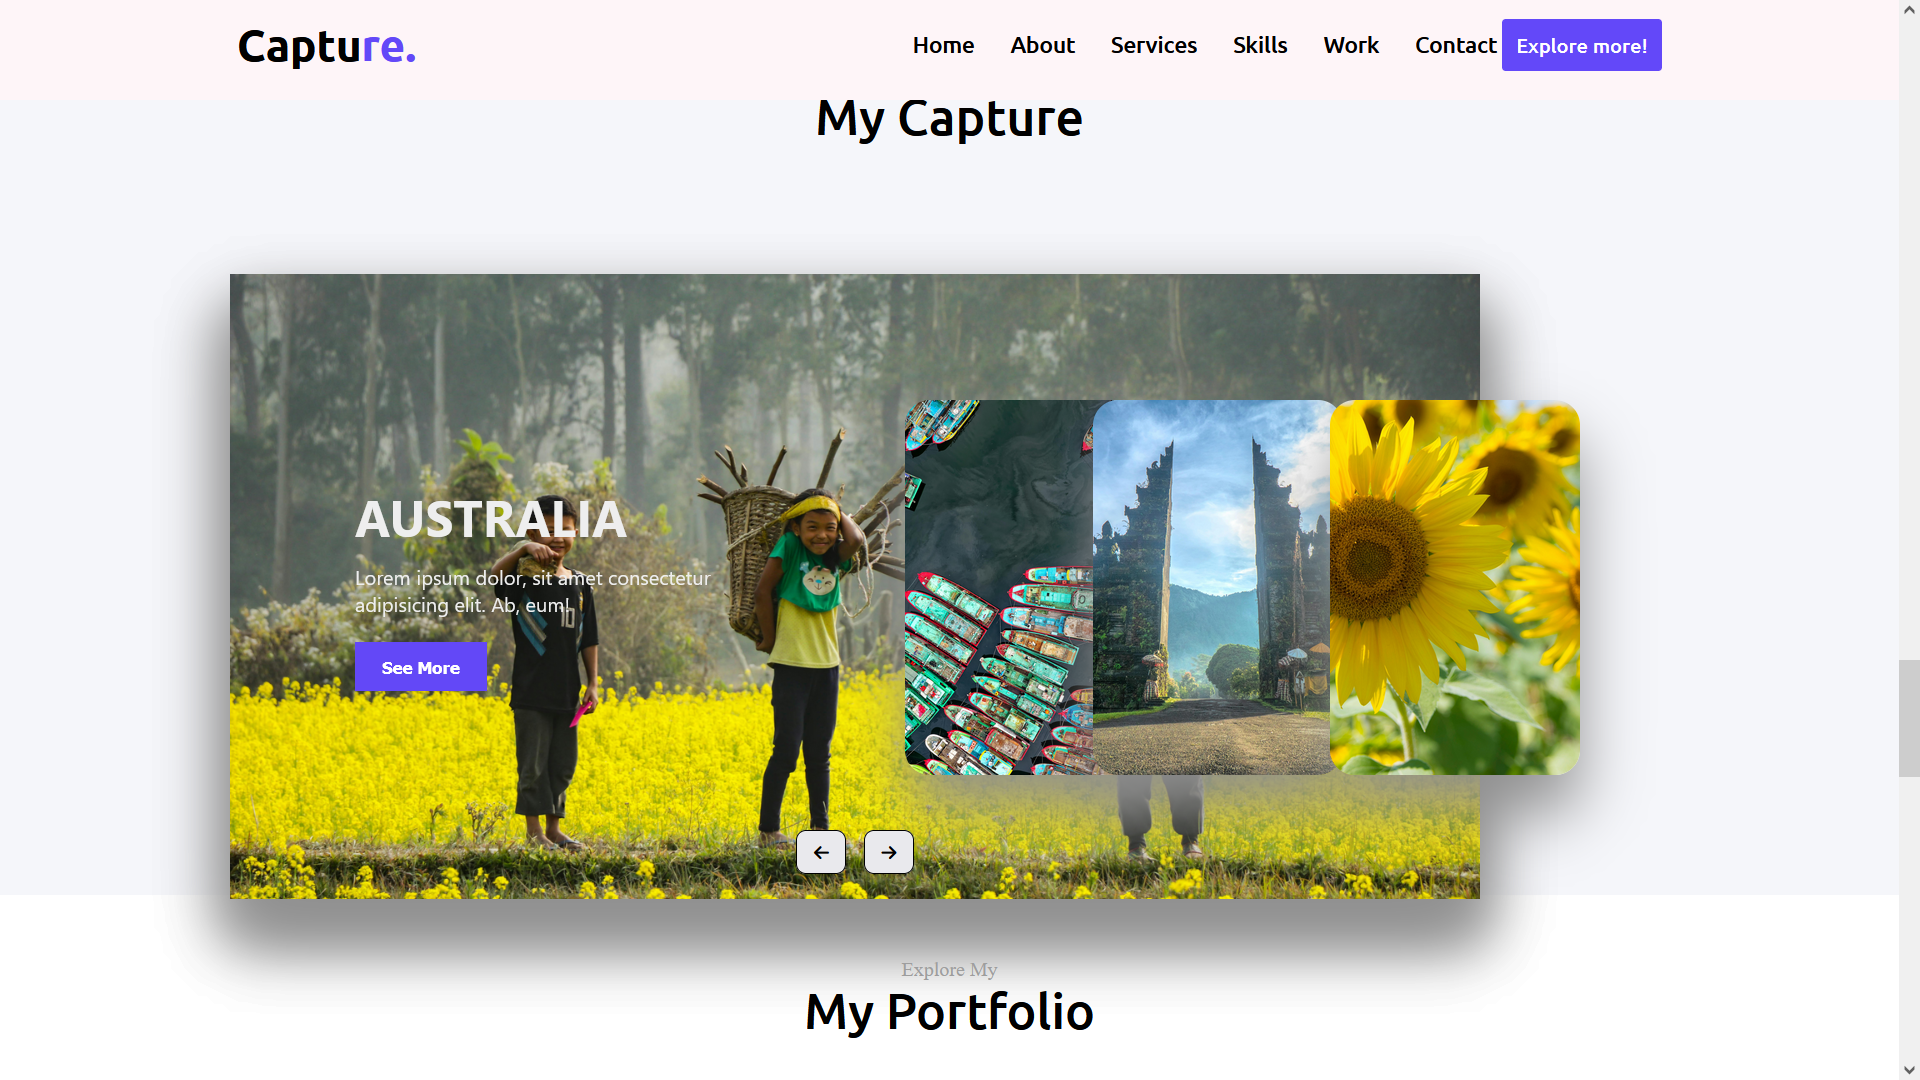 Capture.
Home About Services Skills Work Contact Explore more!
My Capture
AUSTRALIA
Lorem ipsum dolor, sit amet consectetur
adipisicing elit. Ab, eum!
10
See More
Explore My
My Portfolio